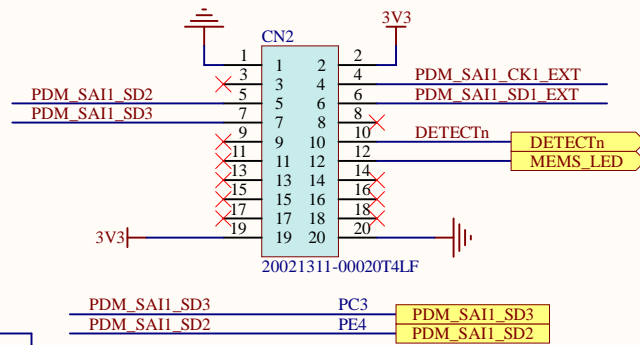 3V3
CN2
1 1 2 2
3 3 4 4 PDM_SAI1_CK1_EXT
PDM_SAI1_SD2 5 5 6 6 PDM_SAI1_SD1_EXT
PDM_SAI1_SD3 7 7 8 8
9 9 10 10 DETECTn DETECTn
11 11 12 12 MEMS_LED
13 13 14 14
15 15 16 16
17 17 18 18
3V3 19 19 20 20
20021311-00020T4LF
PDM_SAI1_SD3 PC3 PDM_SAI1_SD3
PDM_SAI1_SD2 PE4 PDM_SAI1_SD2